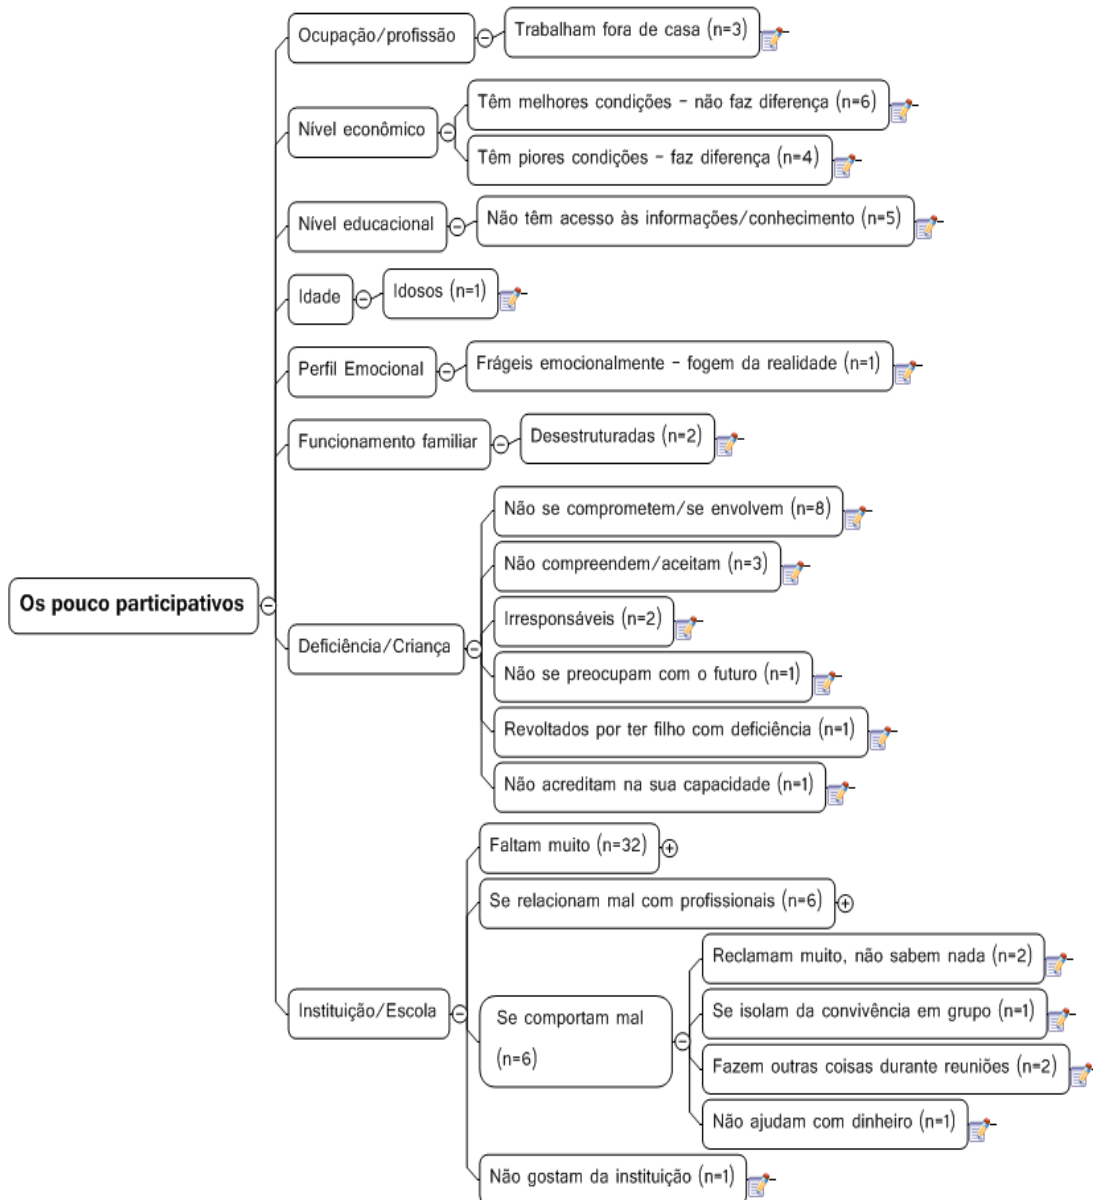 Ocupação/profissão
Trabalham fora de casa (n=3)
Nível econômico
Têm melhores condições - não faz diferença (n=6)
Têm piores condições - faz diferença (n=4)
Nível educacional
Não têm acesso às informações/conhecimento (n=5)
Idade
Idosos (n=1)
Perfil Emocional
Frágeis emocionalmente - fogem da realidade (n=1)
Funcionamento familiar
Desestruturadas (n=2)
Os pouco participativos
Deficiência/Criança
Não se comprometem/se envolvem (n=8)
Não compreendem/aceitam (n=3)
Irresponsáveis (n=2)
Não se preocupam com o futuro (n=1)
Revoltados por ter filho com deficiência (n=1)
Não acreditam na sua capacidade (n=1)
Instituição/Escola
Faltam muito (n=32)
Se relacionam mal com profissionais (n=6)
Se comportam mal
(n=6)
Reclamam muito, não sabem nada (n=2)
Se isolam da convivência em grupo (n=1)
Fazem outras coisas durante reuniões (n=2)
Não ajudam com dinheiro (n=1)
Não gostam da instituição (n=1)